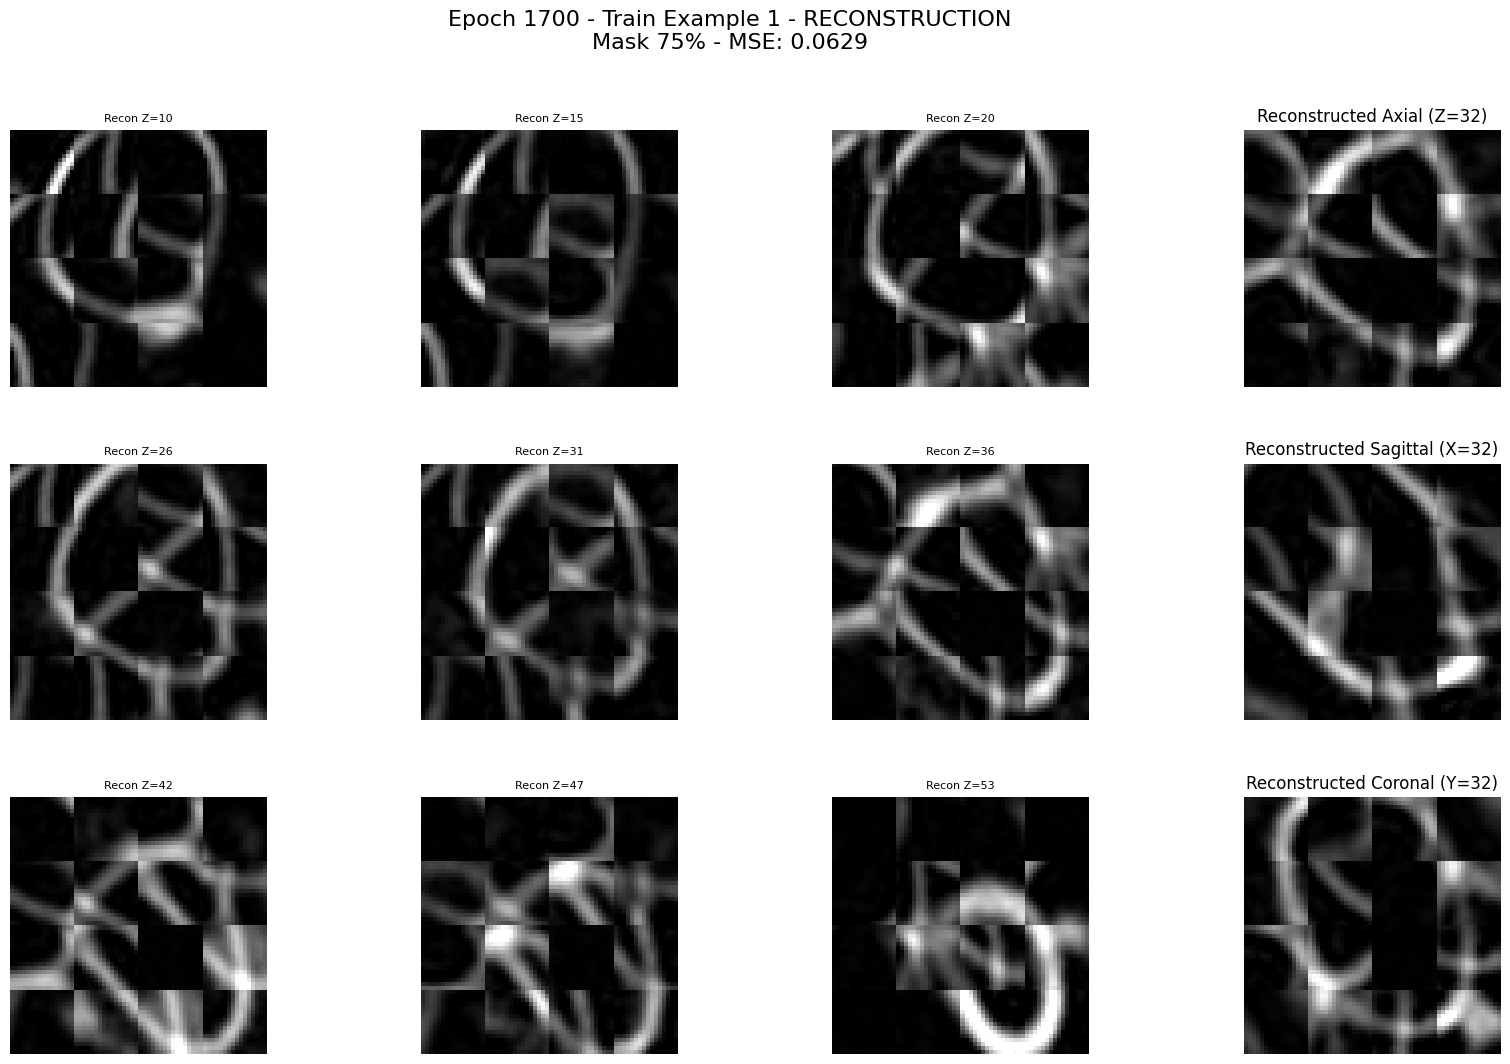 Epoch 1700 - Train Example 1 - RECONSTRUCTION
Mask 75% - MSE: 0.0629
Recon Z=10
Recon Z=15
Recon Z=20
Reconstructed Axial (Z=32)
Recon Z=26
Recon Z=31
Recon Z=36
Reconstructed Sagittal (X=32)
Recon Z=42
Recon Z=47
Recon Z=53
Reconstructed Coronal (Y=32)